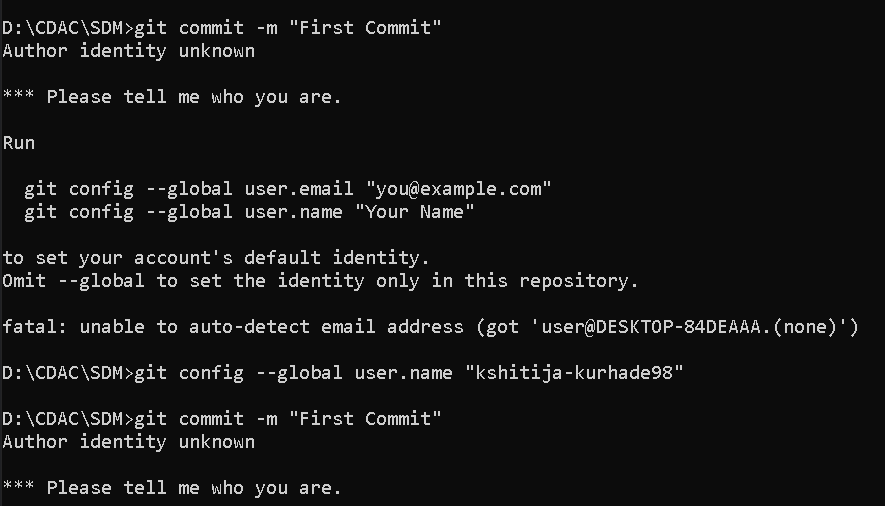 D:\CDAC\SDM>git commit -m "First Commit"
Author identity unknown
*** Please tell me who you are.
Run
git config --global user.email "you@example.com"
git config --global user.name "Your Name"
to set your account's default identity.
Omit --global to set the identity only in this repository.
fatal: unable to auto-detect email address (got 'user@DESKTOP-84DEAAA.(none)')
D:\CDAC\SDM>git config --global user.name "kshitija-kurhade98"
D:\CDAC\SDM>git commit -m "First Commit"
Author identity unknown
*** Please tell me who you are.